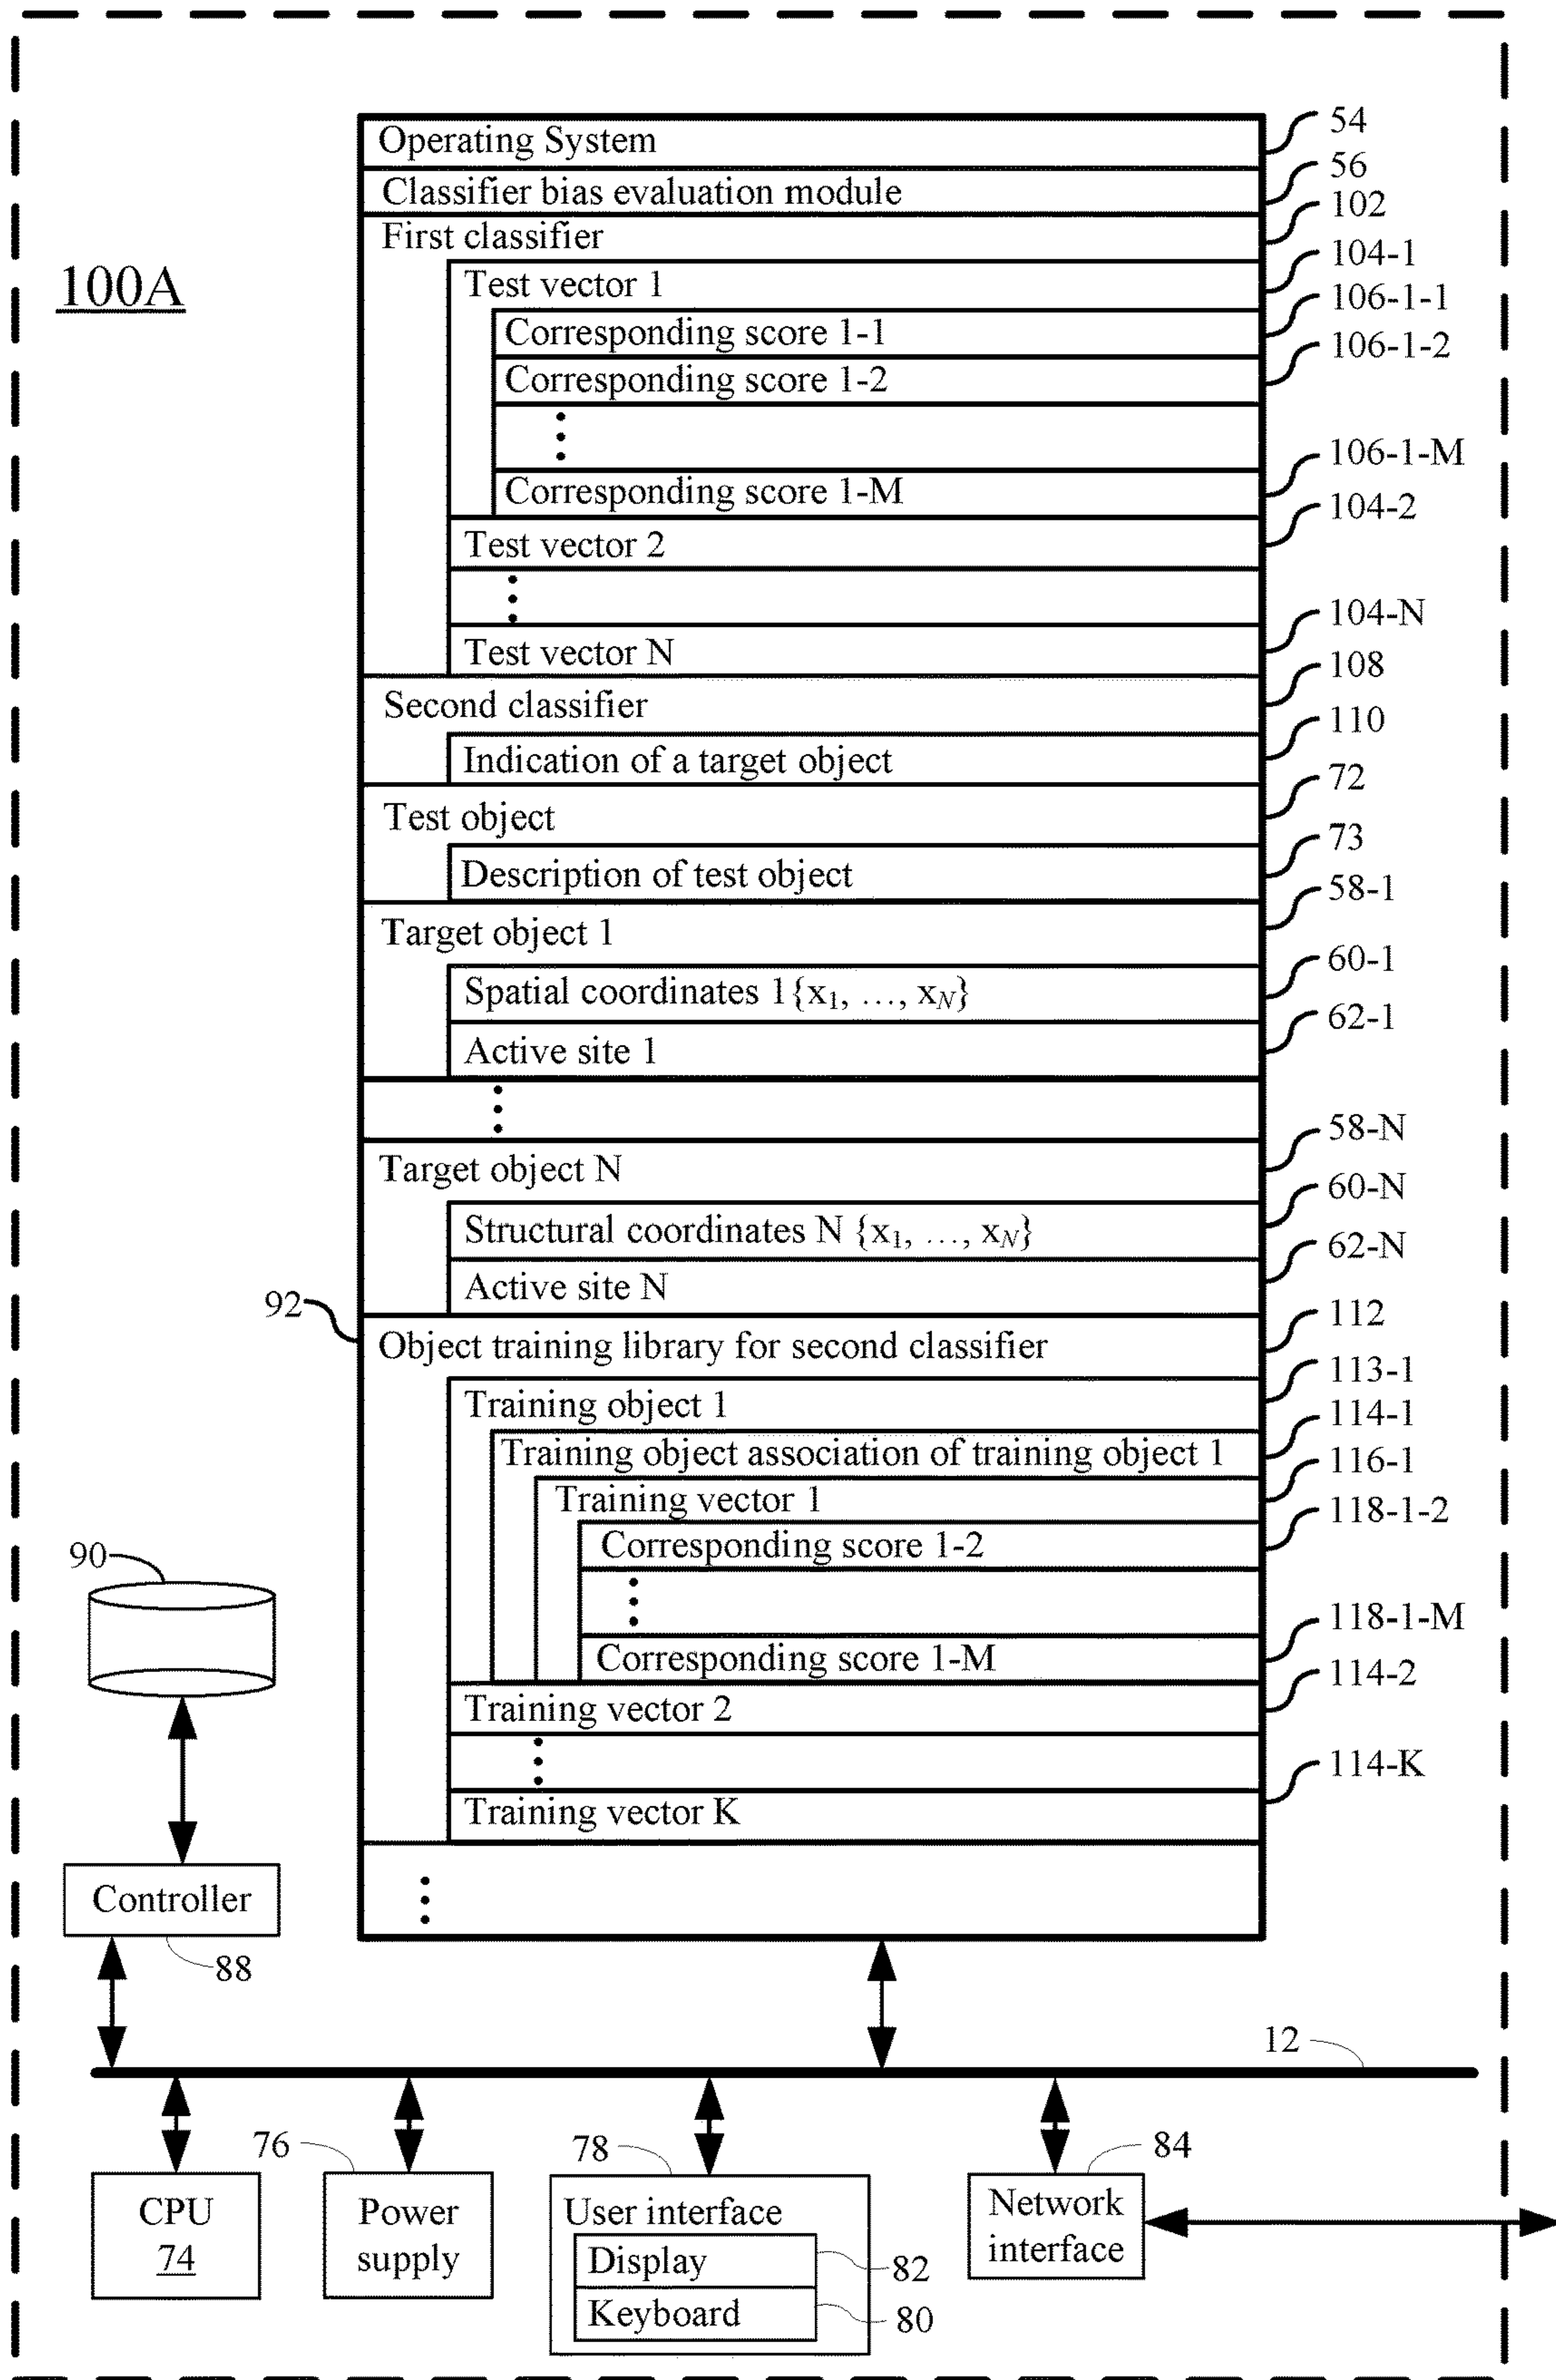 100A
Operating System
54
Classifier bias evaluation module
56
First classifier
102
Test vector 1
104-1
Corresponding score 1-1
106-1-1
Corresponding score 1-2
106-1-2
Corresponding score 1-M
106-1-M
Test vector 2
104-2
Test vector N
104-N
Second classifier
108
Indication of a target object
110
Test object
72
Description of test object
73
Target object 1
58-1
Spatial coordinates 1{x1, …, xN}
60-1
Active site 1
62-1
Target object N
58-N
Structural coordinates N {x1, …, xN}
60-N
Active site N
62-N
92
Object training library for second classifier
112
Training object 1
113-1
Training object association of training object 1
114-1
Training vector 1
116-1
Corresponding score 1-2
118-1-2
Corresponding score 1-M
118-1-M
Training vector 2
114-2
Training vector K
114-K
90
Controller
88
12
CPU
74
76
Power
supply
78
User interface
Display
82
Keyboard
80
84
Network
interface